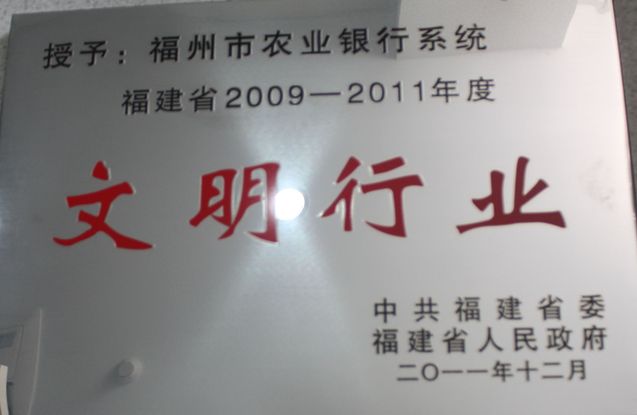 授予：福州市农业银行系统
福建省2009—2011年度
文明行业
中共福建省委
福建省人民政府
二〇一一年十二月